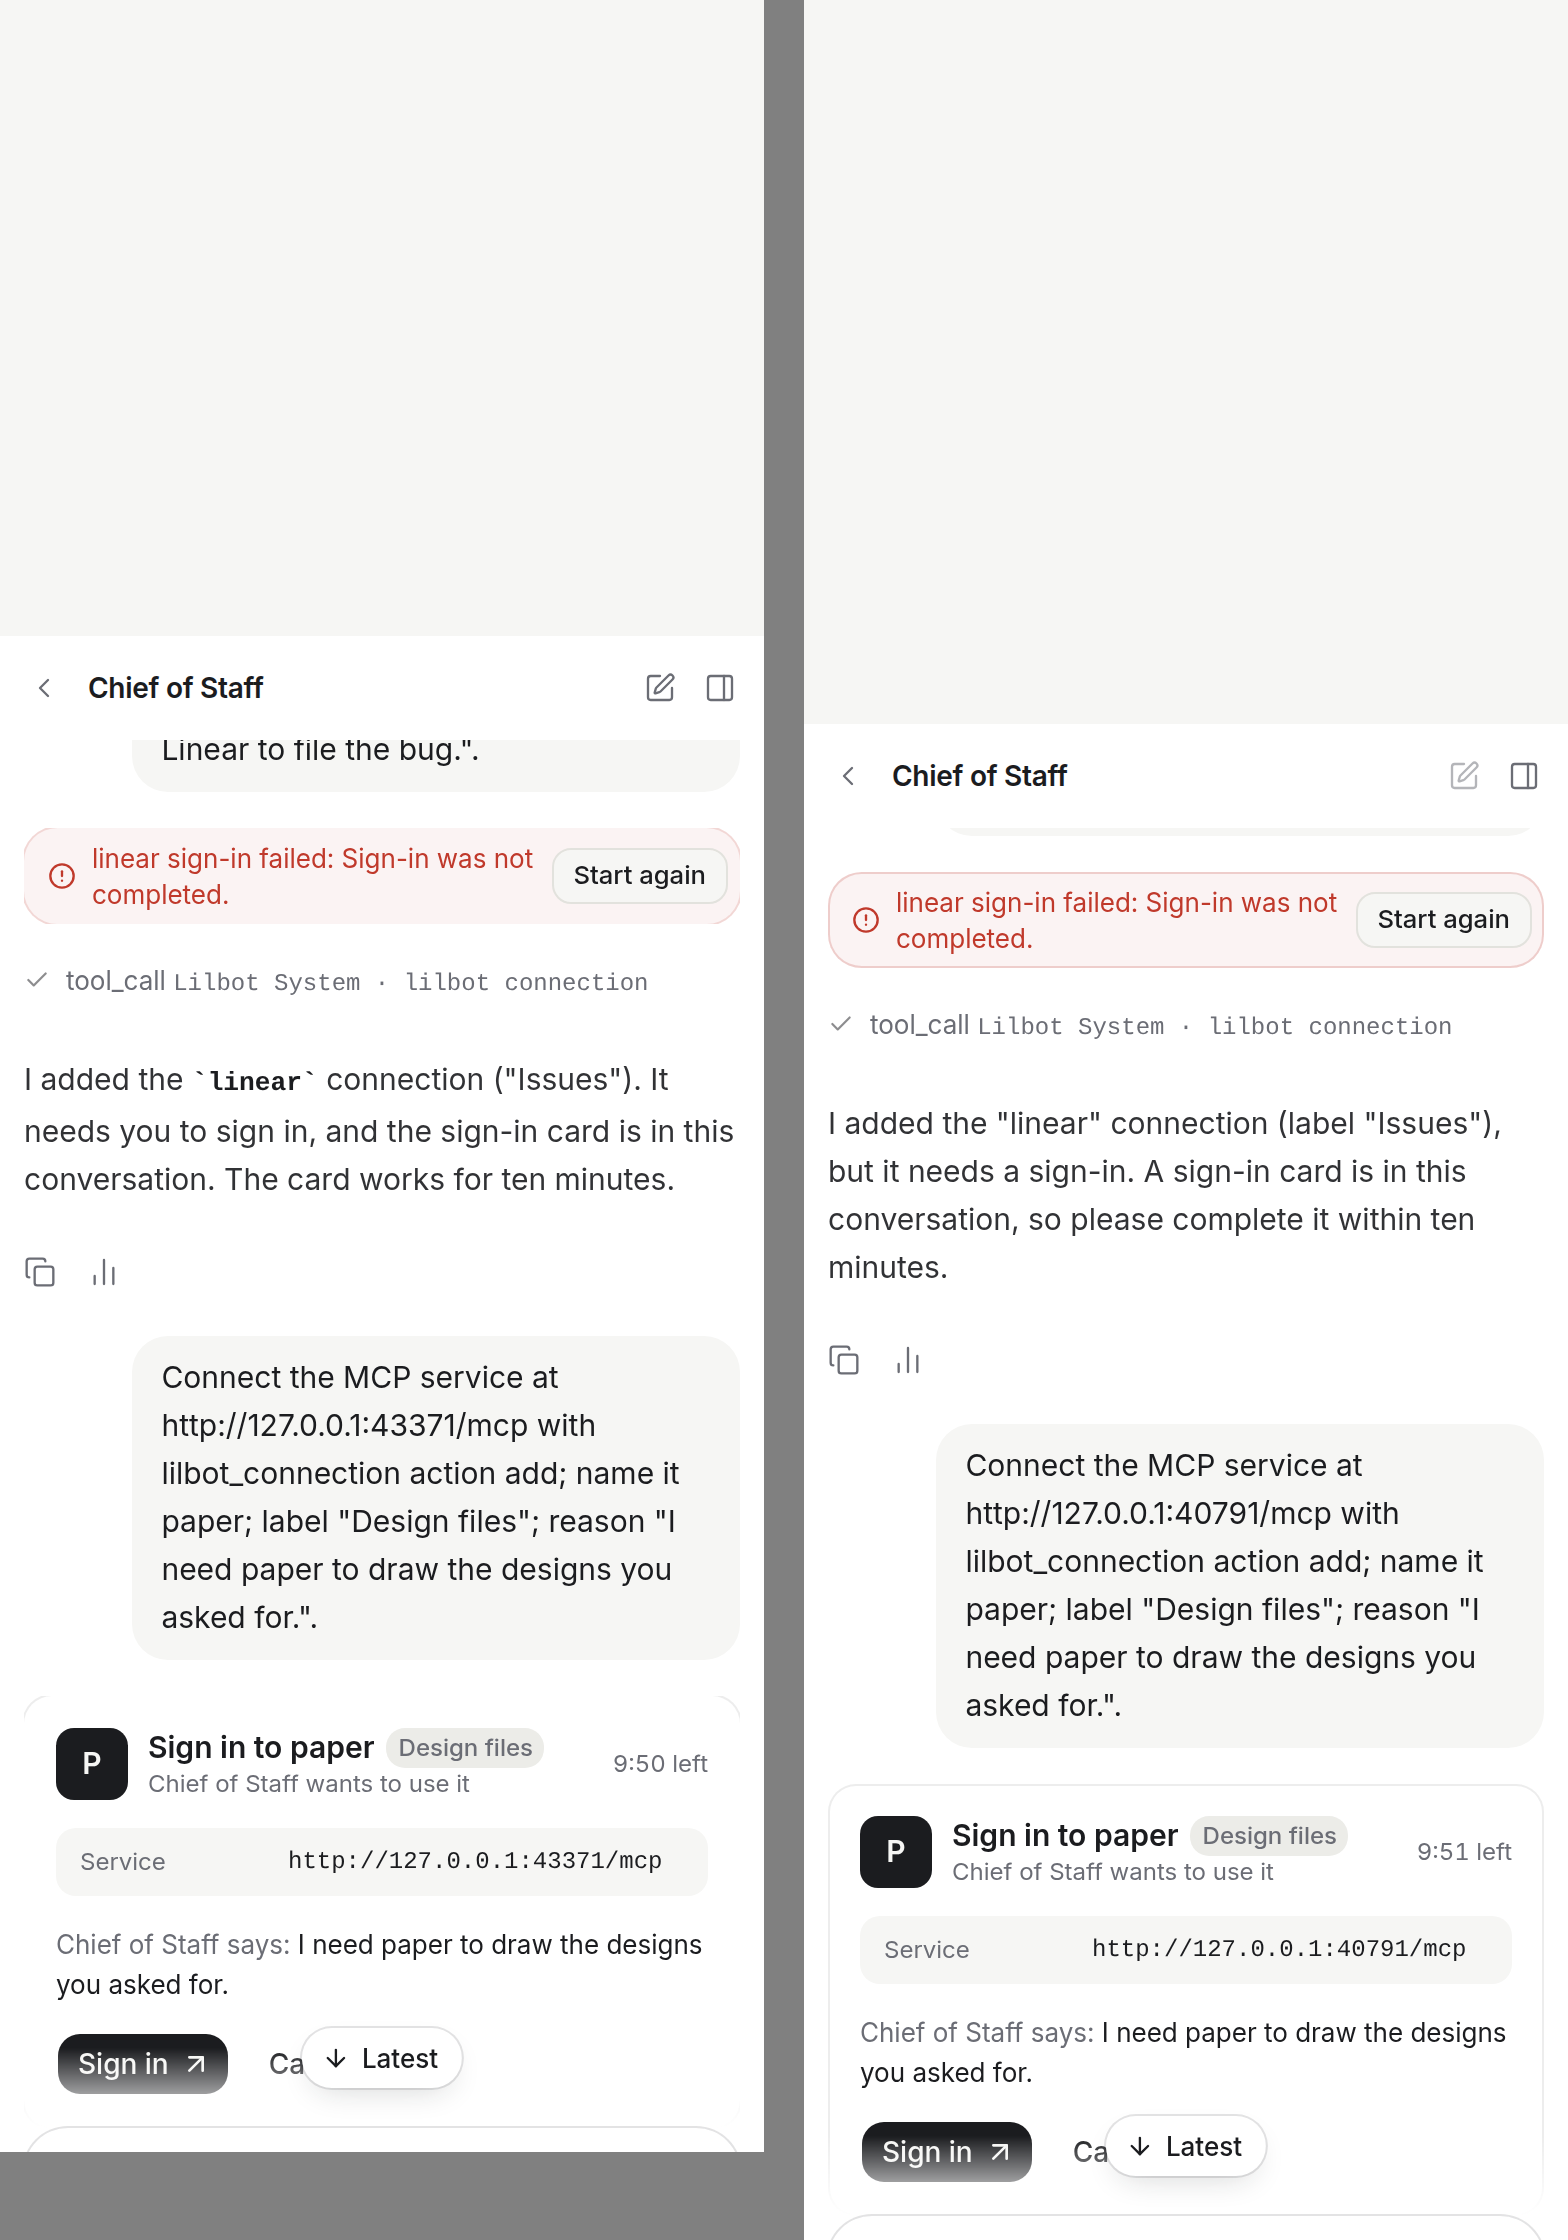 Chief of Staff
Linear to file the bug.".
linear sign-in failed: Sign-in was not
completed.
Start again
tool_call Lilbot System · lilbot connection
I added the `linear` connection ("Issues"). It
needs you to sign in, and the sign-in card is in this
conversation. The card works for ten minutes.
Connect the MCP service at
http://127.0.0.1:43371/mcp with
lilbot_connection action add; name it
paper; label "Design files"; reason "I
need paper to draw the designs you
asked for.".
P
Sign in to paper Design files
Chief of Staff wants to use it
9:50 left
Service http://127.0.0.1:43371/mcp
Chief of Staff says: I need paper to draw the designs
you asked for.
Sign in Ca Latest
Chief of Staff
linear sign-in failed: Sign-in was not
completed.
Start again
tool_call Lilbot System · lilbot connection
I added the "linear" connection (label "Issues"),
but it needs a sign-in. A sign-in card is in this
conversation, so please complete it within ten
minutes.
Connect the MCP service at
http://127.0.0.1:40791/mcp with
lilbot_connection action add; name it
paper; label "Design files"; reason "I
need paper to draw the designs you
asked for.".
P
Sign in to paper Design files
Chief of Staff wants to use it
9:51 left
Service http://127.0.0.1:40791/mcp
Chief of Staff says: I need paper to draw the designs
you asked for.
Sign in Ca Latest